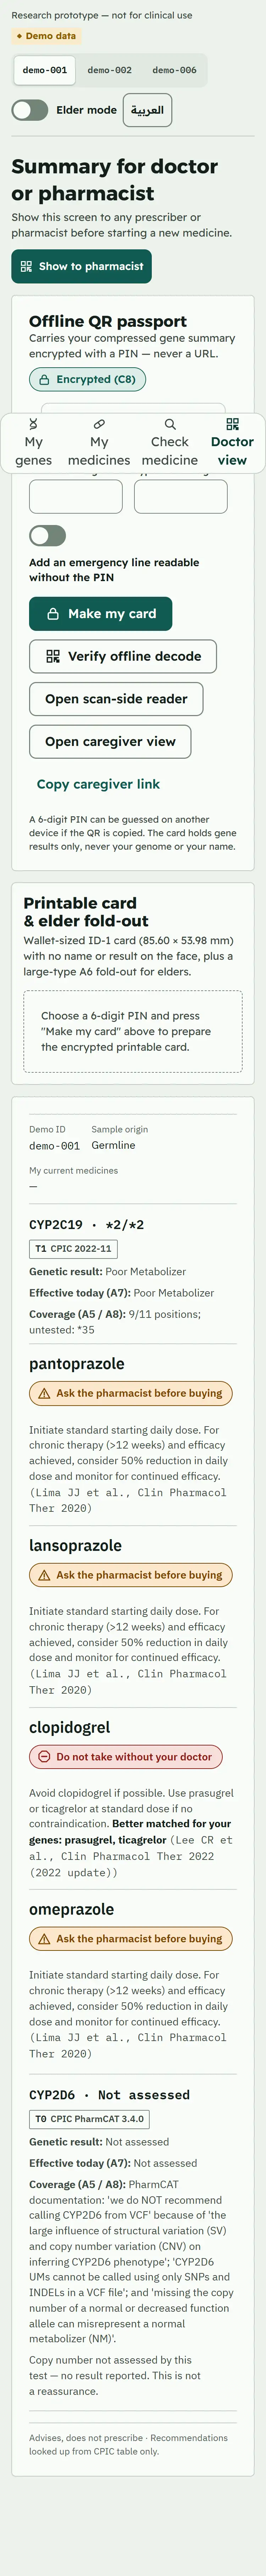 Research prototype — not for clinical use
Demo data
demo-001 demo-002 demo-006
Elder mode العربية
Summary for doctor
or pharmacist
Show this screen to any prescriber or
pharmacist before starting a new medicine.
Show to pharmacist
Offline QR passport
Carries your compressed gene summary
encrypted with a PIN — never a URL.
Encrypted (C8)
My genes
My medicines
Check medicine
Doctor view
Add an emergency line readable
without the PIN
Make my card
Verify offline decode
Open scan-side reader
Open caregiver view
Copy caregiver link
A 6-digit PIN can be guessed on another
device if the QR is copied. The card holds gene
results only, never your genome or your name.
Printable card
& elder fold-out
Wallet-sized ID-1 card (85.60 × 53.98 mm)
with no name or result on the face, plus a
large-type A6 fold-out for elders.
Choose a 6-digit PIN and press
"Make my card" above to prepare
the encrypted printable card.
Demo ID Sample origin
demo-001 Germline
My current medicines
—
CYP2C19 · *2/*2
T1 CPIC 2022-11
Genetic result: Poor Metabolizer
Effective today (A7): Poor Metabolizer
Coverage (A5 / A8): 9/11 positions;
untested: *35
pantoprazole
Ask the pharmacist before buying
Initiate standard starting daily dose. For
chronic therapy (>12 weeks) and efficacy
achieved, consider 50% reduction in daily
dose and monitor for continued efficacy.
(Lima JJ et al., Clin Pharmacol
Ther 2020)
lansoprazole
Ask the pharmacist before buying
Initiate standard starting daily dose. For
chronic therapy (>12 weeks) and efficacy
achieved, consider 50% reduction in daily
dose and monitor for continued efficacy.
(Lima JJ et al., Clin Pharmacol
Ther 2020)
clopidogrel
Do not take without your doctor
Avoid clopidogrel if possible. Use prasugrel
or ticagrelor at standard dose if no
contraindication. Better matched for your
genes: prasugrel, ticagrelor (Lee CR et
al., Clin Pharmacol Ther 2022
(2022 update))
omeprazole
Ask the pharmacist before buying
Initiate standard starting daily dose. For
chronic therapy (>12 weeks) and efficacy
achieved, consider 50% reduction in daily
dose and monitor for continued efficacy.
(Lima JJ et al., Clin Pharmacol
Ther 2020)
CYP2D6 · Not assessed
T0 CPIC PharmCAT 3.4.0
Genetic result: Not assessed
Effective today (A7): Not assessed
Coverage (A5 / A8): PharmCAT
documentation: 'we do NOT recommend
calling CYP2D6 from VCF' because of 'the
large influence of structural variation (SV)
and copy number variation (CNV) on
inferring CYP2D6 phenotype'; 'CYP2D6
UMs cannot be called using only SNPs and
INDELs in a VCF file'; and 'missing the copy
number of a normal or decreased function
allele can misrepresent a normal
metabolizer (NM)'.
Copy number not assessed by this
test — no result reported. This is not
a reassurance.
Advises, does not prescribe · Recommendations
looked up from CPIC table only.